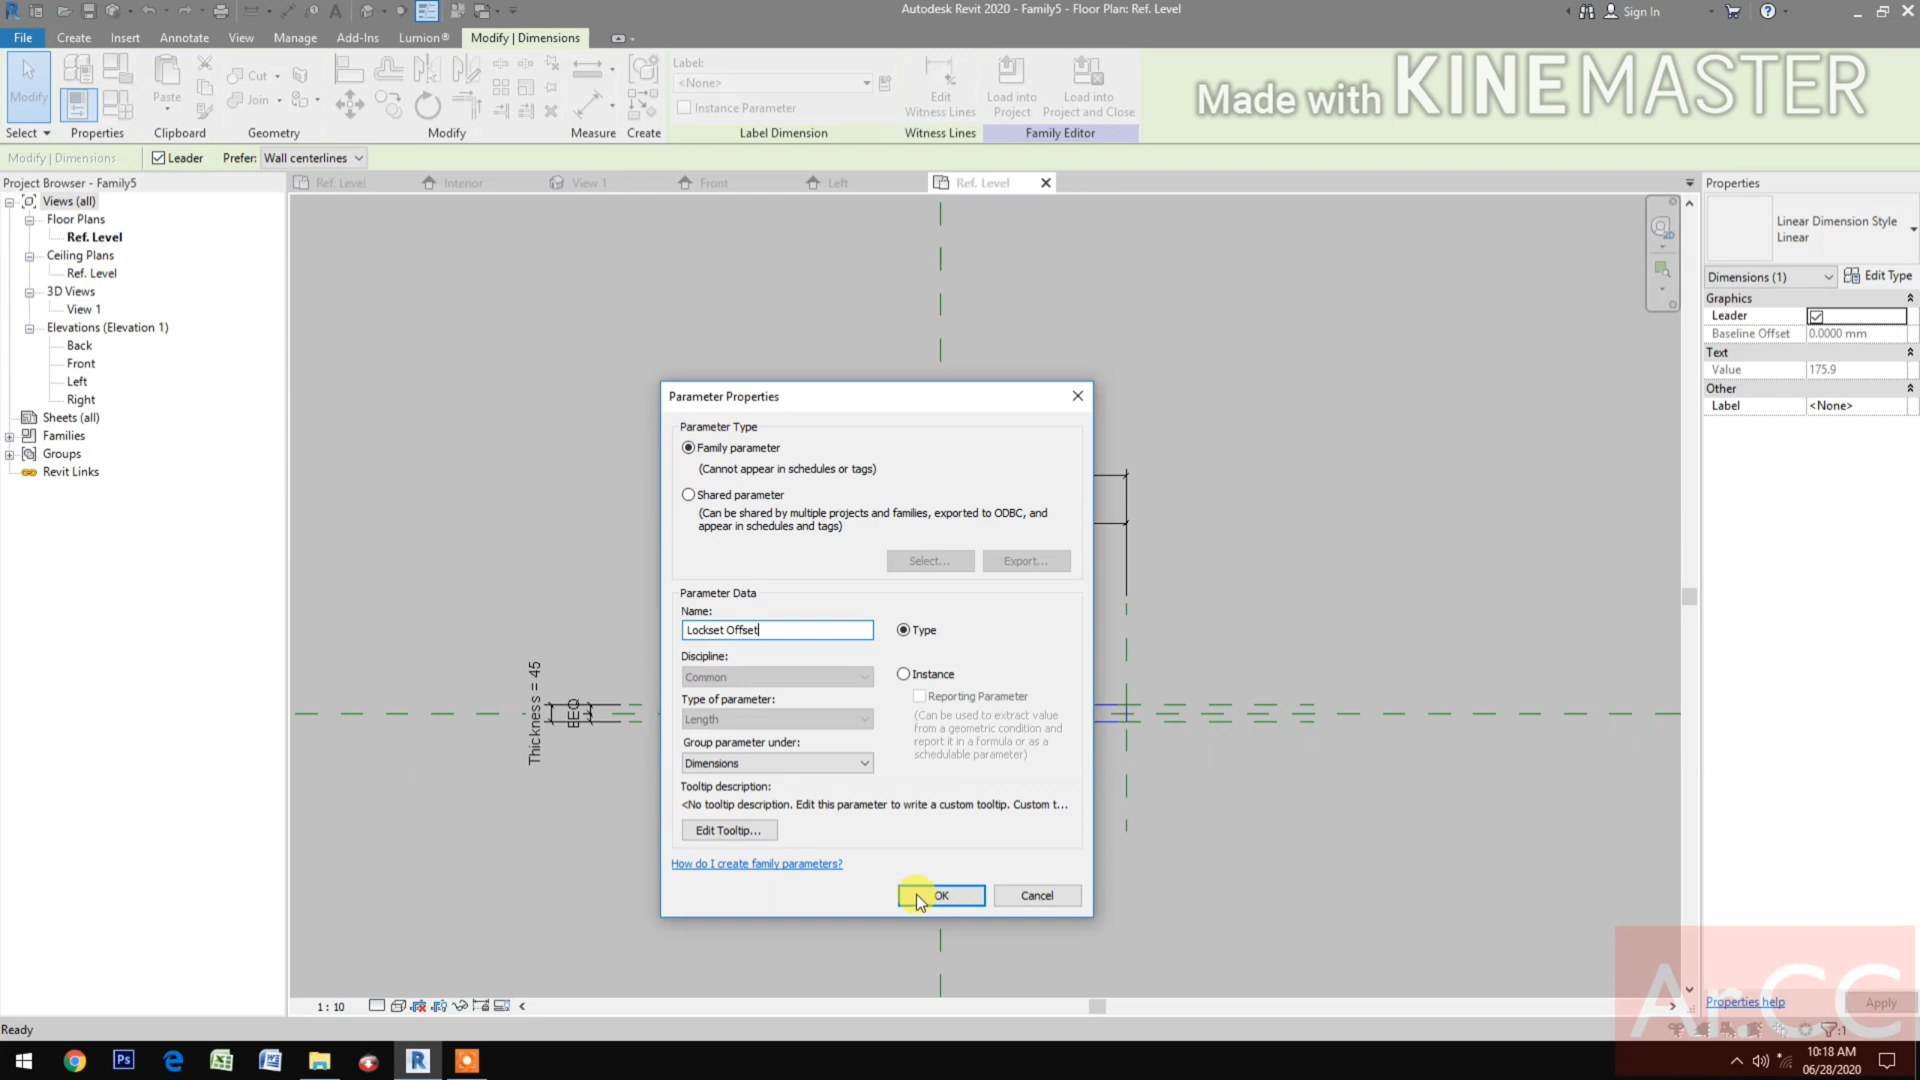 Autodesk Revit 2020 - Family5 - Floor Plan: Ref. Level
Sign In
File
Create
Insert
Annotate
View
Manage
Add-Ins
Lumion®
Modify | Dimensions
Modify
Paste
Cut
Join
Label:
<None>
Instance Parameter
Edit
Witness Lines
Load into
Project
Load into
Project and Close
Made with KINEMASTER
Select
Properties
Clipboard
Geometry
Modify
Measure
Create
Label Dimension
Witness Lines
Family Editor
Modify | Dimensions
Leader
Prefer:
Wall centerlines
Project Browser - Family5
Ref. Level
Interior
View 1
Front
Left
Ref. Level
Views (all)
Floor Plans
Ref. Level
Ceiling Plans
Ref. Level
3D Views
View 1
Elevations (Elevation 1)
Back
Front
Left
Right
Sheets (all)
Families
Groups
Revit Links
Thickness = 45
EEQ
Parameter Properties
Parameter Type
Family parameter
(Cannot appear in schedules or tags)
Shared parameter
(Can be shared by multiple projects and families, exported to ODBC, and
appear in schedules and tags)
Select...
Export...
Parameter Data
Name:
Lockset Offset
Type
Discipline:
Common
Instance
Reporting Parameter
Type of parameter:
Length
(Can be used to extract value
from a geometric condition and
report it in a formula or as a
schedulable parameter)
Group parameter under:
Dimensions
Tooltip description:
<No tooltip description. Edit this parameter to write a custom tooltip. Custom t...
Edit Tooltip...
How do I create family parameters?
OK
Cancel
Properties
Linear Dimension Style
Linear
Dimensions (1)
Edit Type
Graphics
Leader
Baseline Offset
0.0000 mm
Text
Value
175.9
Other
Label
<None>
Properties help
Apply
ArCC
1 : 10
Ready
:1
10:18 AM
06/28/2020